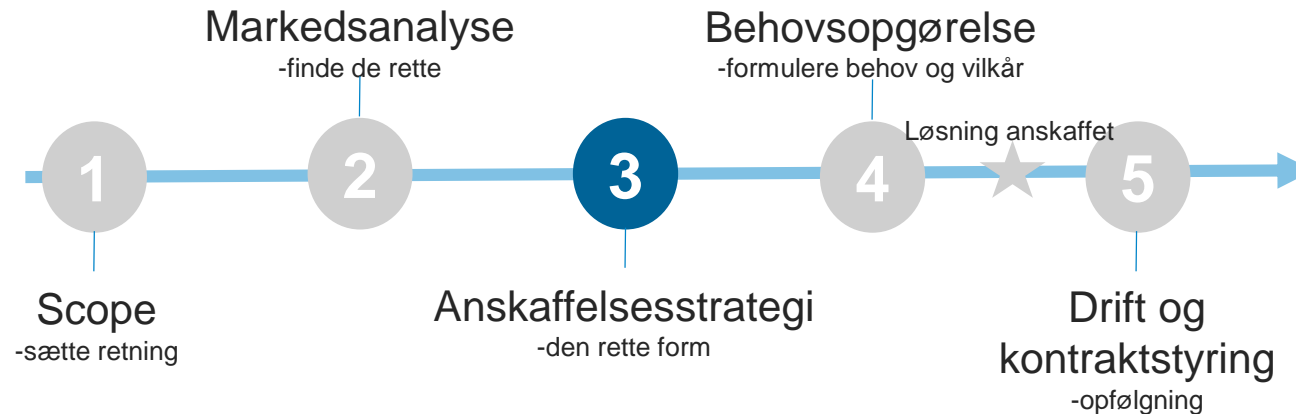 Markedsanalyse
-finde de rette
Behovsopgørelse
-formulere behov og vilkår
Løsning anskaffet
1
2
3
4
5
Scope
-sætte retning
Anskaffelsesstrategi
-den rette form
Drift og
kontraktstyring
-opfølgning